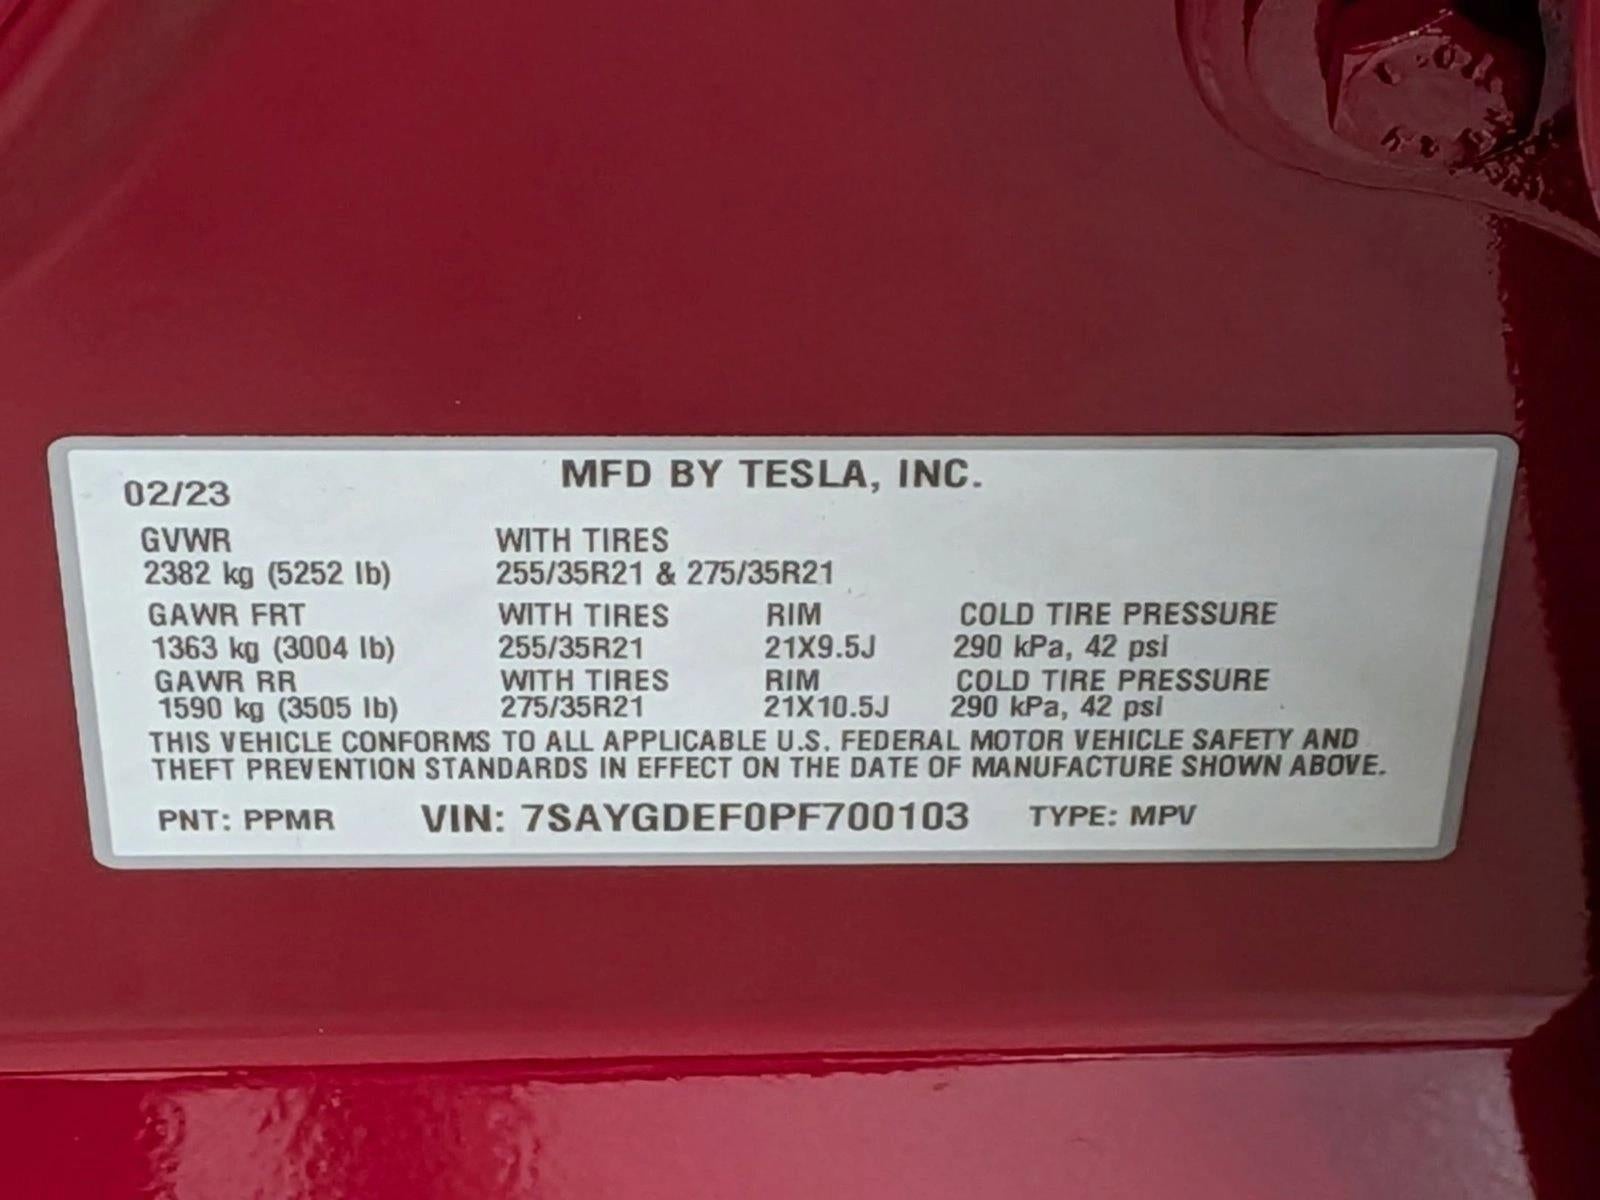 MFD BY TESLA, INC.
02/23
GVWR WITH TIRES
2382 kg (5252 lb) 255/35R21 & 275/35R21
GAWR FRT WITH TIRES RIM COLD TIRE PRESSURE
1363 kg (3004 lb) 255/35R21 21X9.5J 290 kPa, 42 psi
GAWR RR WITH TIRES RIM COLD TIRE PRESSURE
1590 kg (3505 lb) 275/35R21 21X10.5J 290 kPa, 42 psi
THIS VEHICLE CONFORMS TO ALL APPLICABLE U.S. FEDERAL MOTOR VEHICLE SAFETY AND
THEFT PREVENTION STANDARDS IN EFFECT ON THE DATE OF MANUFACTURE SHOWN ABOVE.
PNT: PPMR VIN: 7SAYGDEF0PF700103 TYPE: MPV